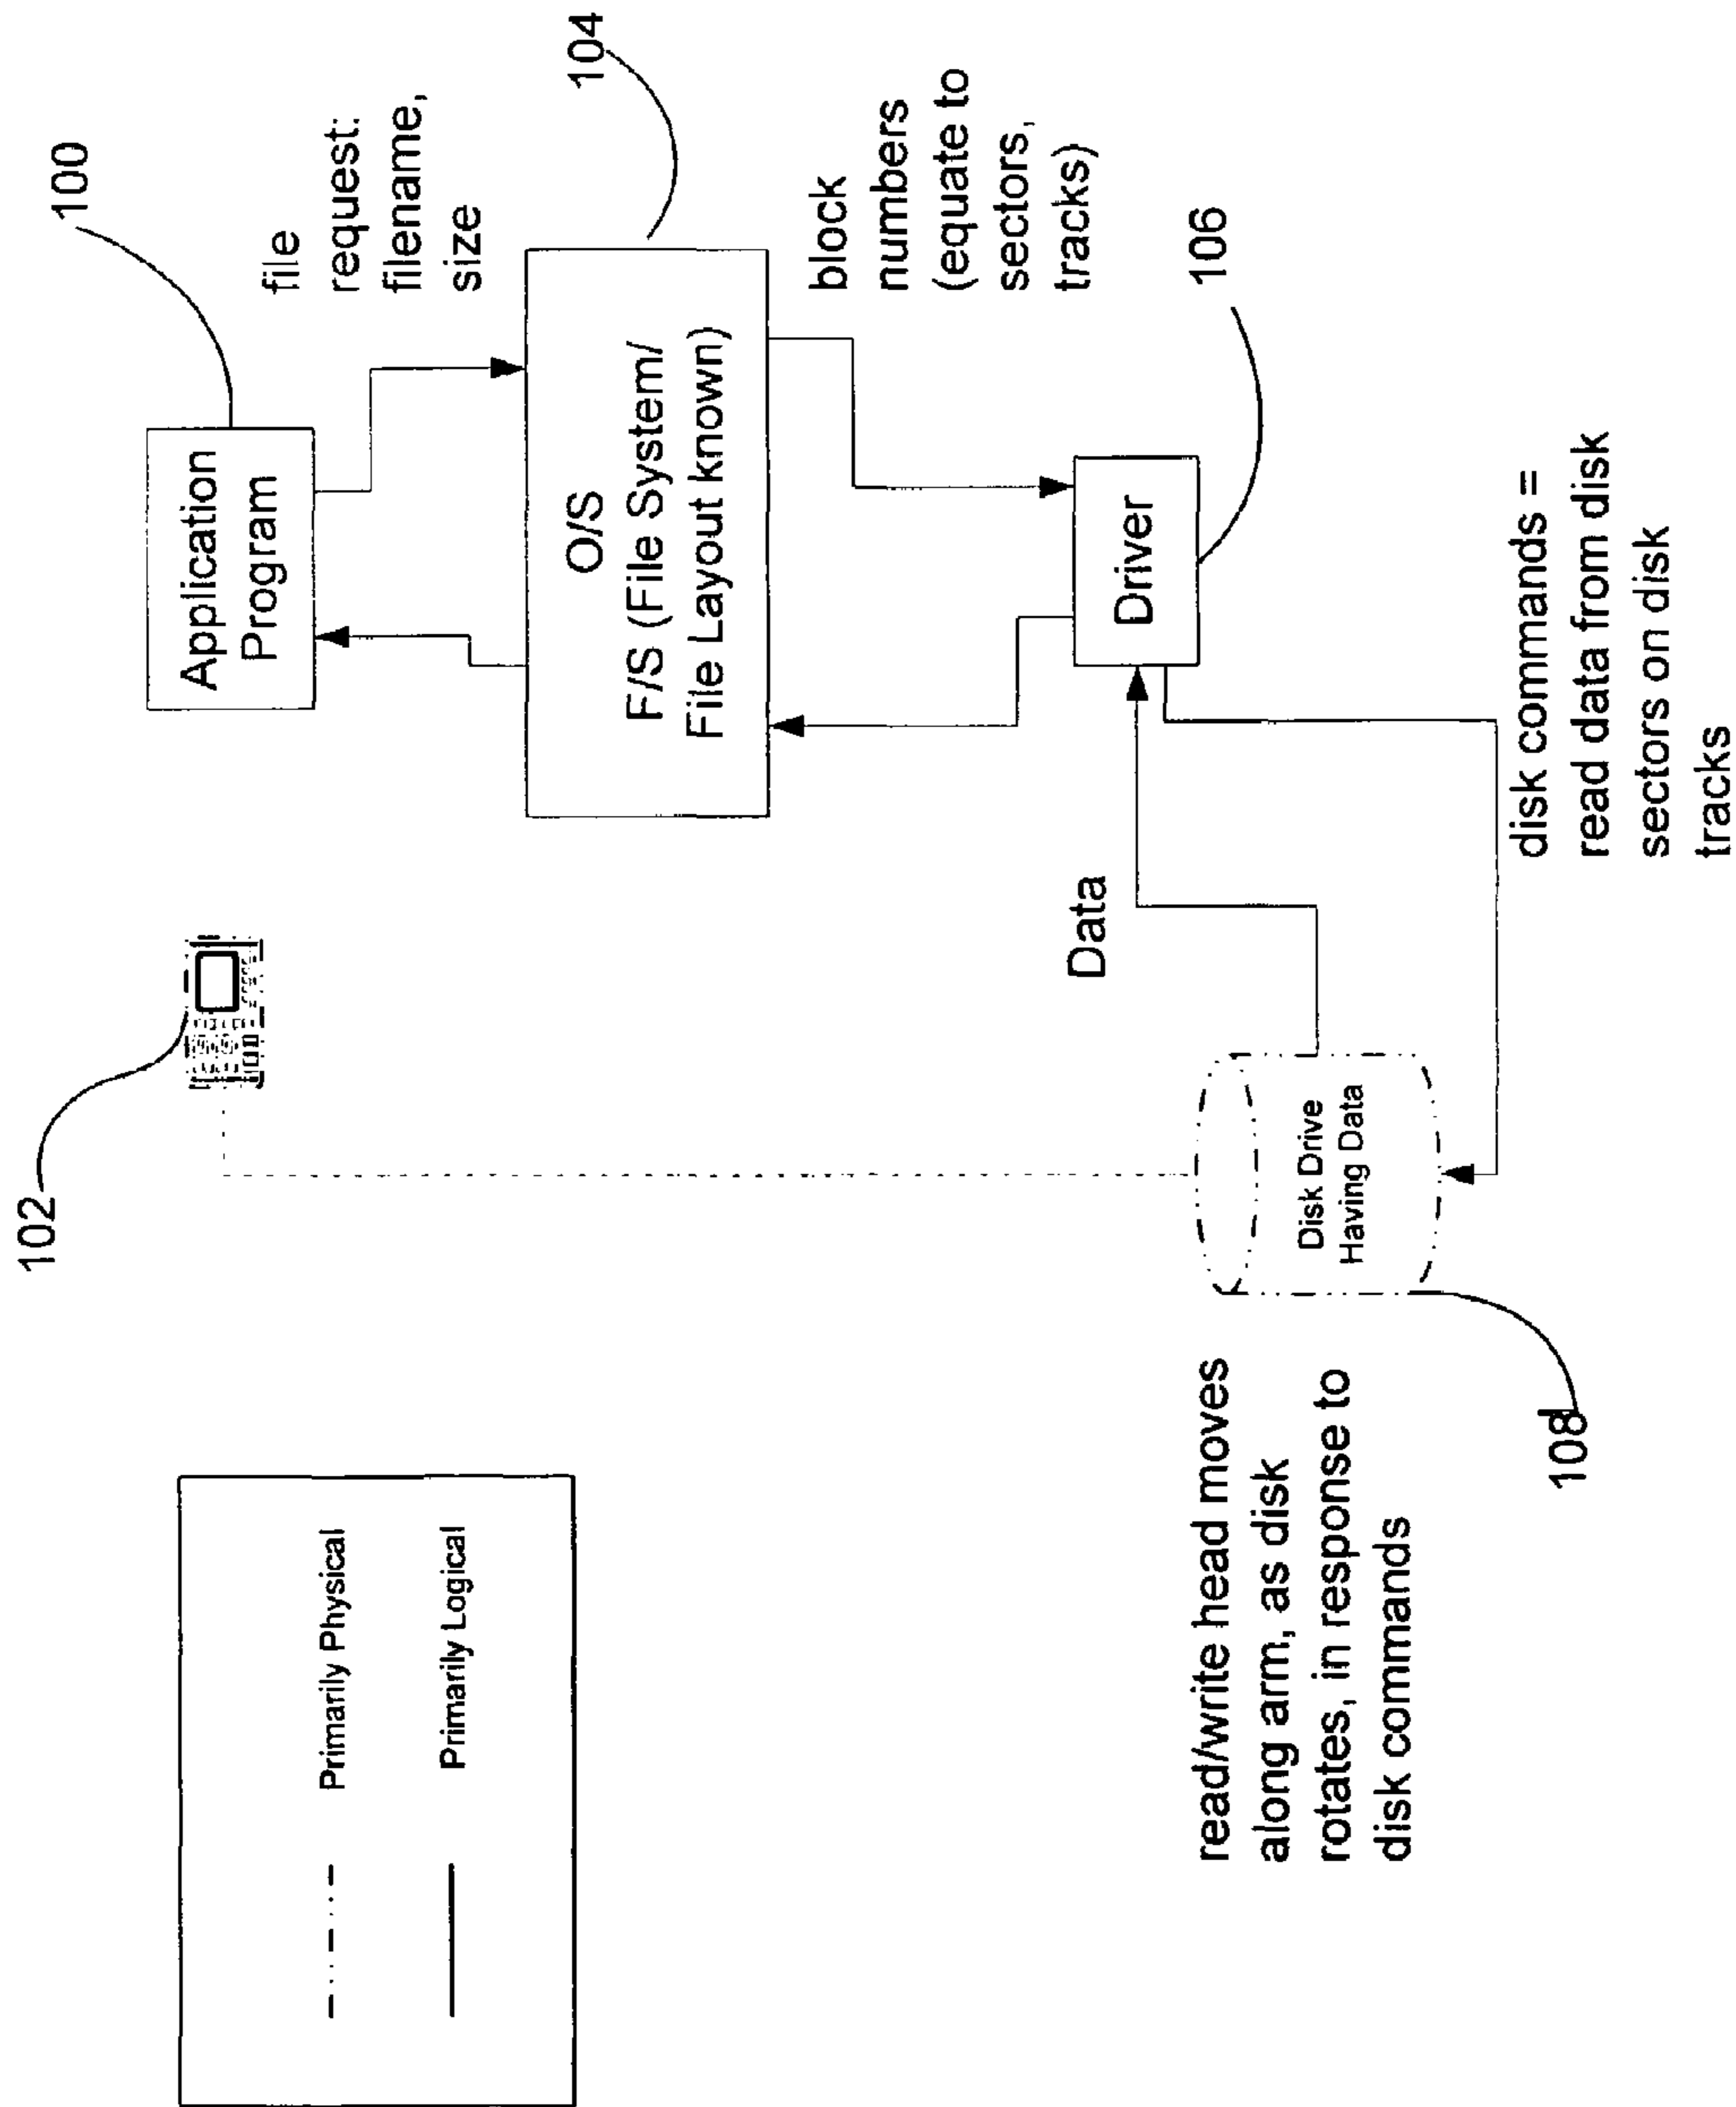 100
Application
Program
file
request:
filename,
size
104
O/S
F/S (File System/
File Layout known)
block
numbers
(equate to
sectors,
tracks)
106
Driver
disk commands =
read data from disk
sectors on disk
tracks
Data
102
Disk Drive
Having Data
108
read/write head moves
along arm, as disk
rotates, in response to
disk commands
Primarily Physical
Primarily Logical